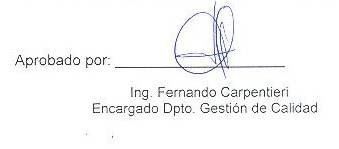 Aprobado por:
Ing. Fernando Carpentieri
Encargado Dpto. Gestión de Calidad